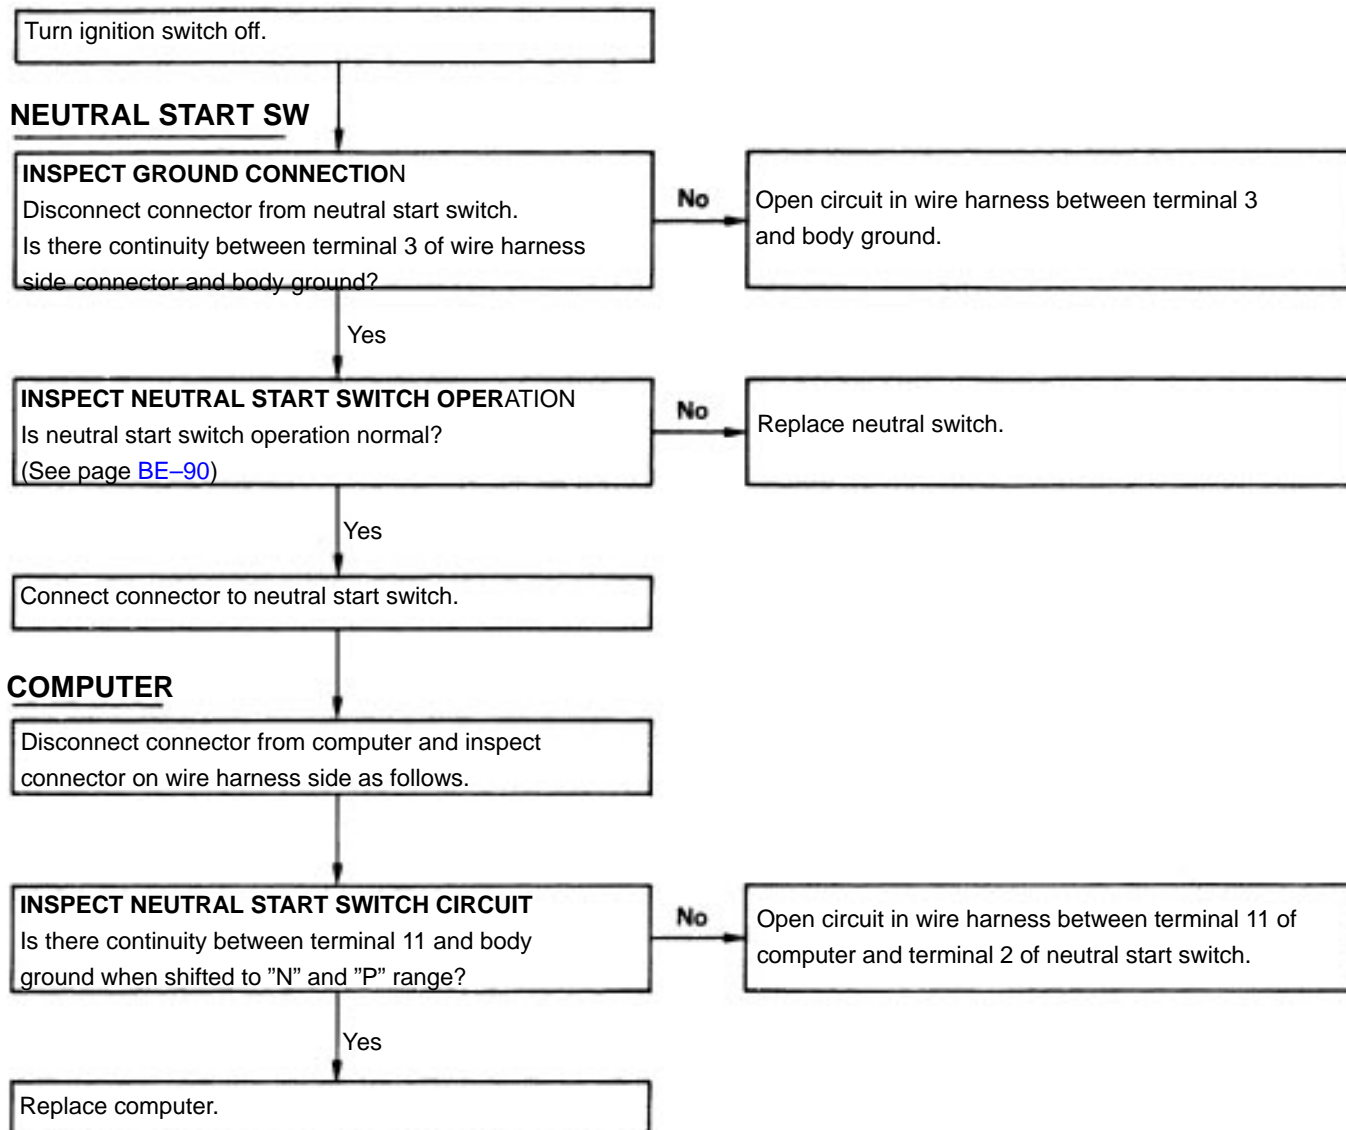 Turn ignition switch off.
NEUTRAL START SW
INSPECT GROUND CONNECTION
Disconnect connector from neutral start switch.
Is there continuity between terminal 3 of wire harness
side connector and body ground?
No
Open circuit in wire harness between terminal 3
and body ground.
Yes
INSPECT NEUTRAL START SWITCH OPERATION
Is neutral start switch operation normal?
(See page BE–90)
No
Replace neutral switch.
Yes
Connect connector to neutral start switch.
COMPUTER
Disconnect connector from computer and inspect
connector on wire harness side as follows.
INSPECT NEUTRAL START SWITCH CIRCUIT
Is there continuity between terminal 11 and body
ground when shifted to ”N” and ”P” range?
No
Open circuit in wire harness between terminal 11 of
computer and terminal 2 of neutral start switch.
Yes
Replace computer.